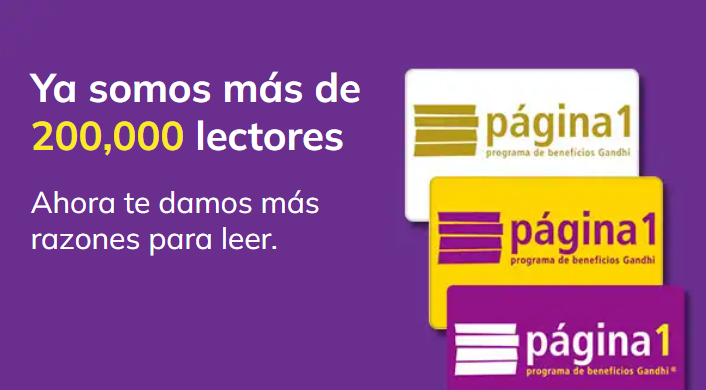 Ya somos más de
200,000 lectores
Ahora te damos más
razones para leer.
página1
programa de beneficios Gandhi
página1
programa de beneficios Gandhi
página1
programa de beneficios Gandhi®